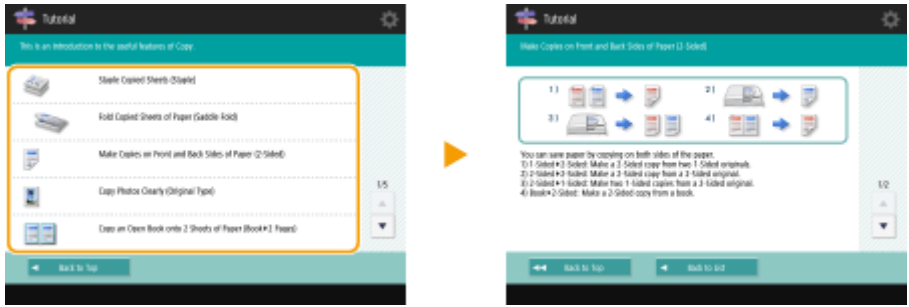 Tutorial
This is an introduction to the useful features of Copy.
Staple Copied Sheets (Staple)
Fold Copied Sheets of Paper (Saddle Fold)
Make Copies on Front and Back Sides of Paper (2-Sided)
Copy Photos Clearly (Original Type)
Copy an Open Book onto 2 Sheets of Paper (Book▸2 Pages)
1/5
Back to Top
Tutorial
Make Copies on Front and Back Sides of Paper (2-Sided)
1)
2)
3)
4)
You can save paper by copying on both sides of the paper.
1) 1-Sided▸2-Sided: Make a 2-Sided copy from two 1-Sided originals.
2) 2-Sided▸2-Sided: Make a 2-Sided copy from a 2-Sided original.
3) 2-Sided▸1-Sided: Make two 1-Sided copies from a 2-Sided original.
4) Book▸2-Sided: Make a 2-Sided copy from a book.
1/2
Back to Top
Back to List